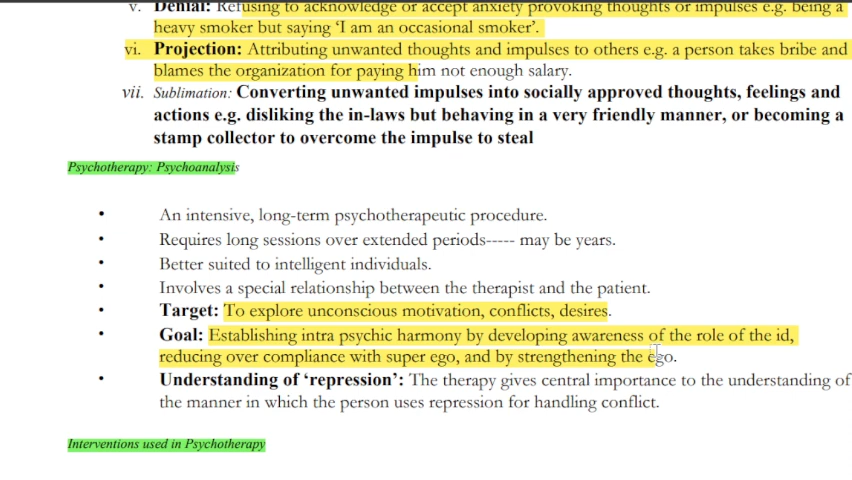 v. Denial: Refusing to acknowledge or accept anxiety provoking thoughts or impulses e.g. being a
heavy smoker but saying ‘I am an occasional smoker’.
vi. Projection: Attributing unwanted thoughts and impulses to others e.g. a person takes bribe and
blames the organization for paying him not enough salary.
vii. Sublimation: Converting unwanted impulses into socially approved thoughts, feelings and
actions e.g. disliking the in-laws but behaving in a very friendly manner, or becoming a
stamp collector to overcome the impulse to steal
Psychotherapy: Psychoanalysis
• An intensive, long-term psychotherapeutic procedure.
• Requires long sessions over extended periods----- may be years.
• Better suited to intelligent individuals.
• Involves a special relationship between the therapist and the patient.
• Target: To explore unconscious motivation, conflicts, desires.
• Goal: Establishing intra psychic harmony by developing awareness of the role of the id,
reducing over compliance with super ego, and by strengthening the ego.
• Understanding of ‘repression’: The therapy gives central importance to the understanding of
the manner in which the person uses repression for handling conflict.
Interventions used in Psychotherapy